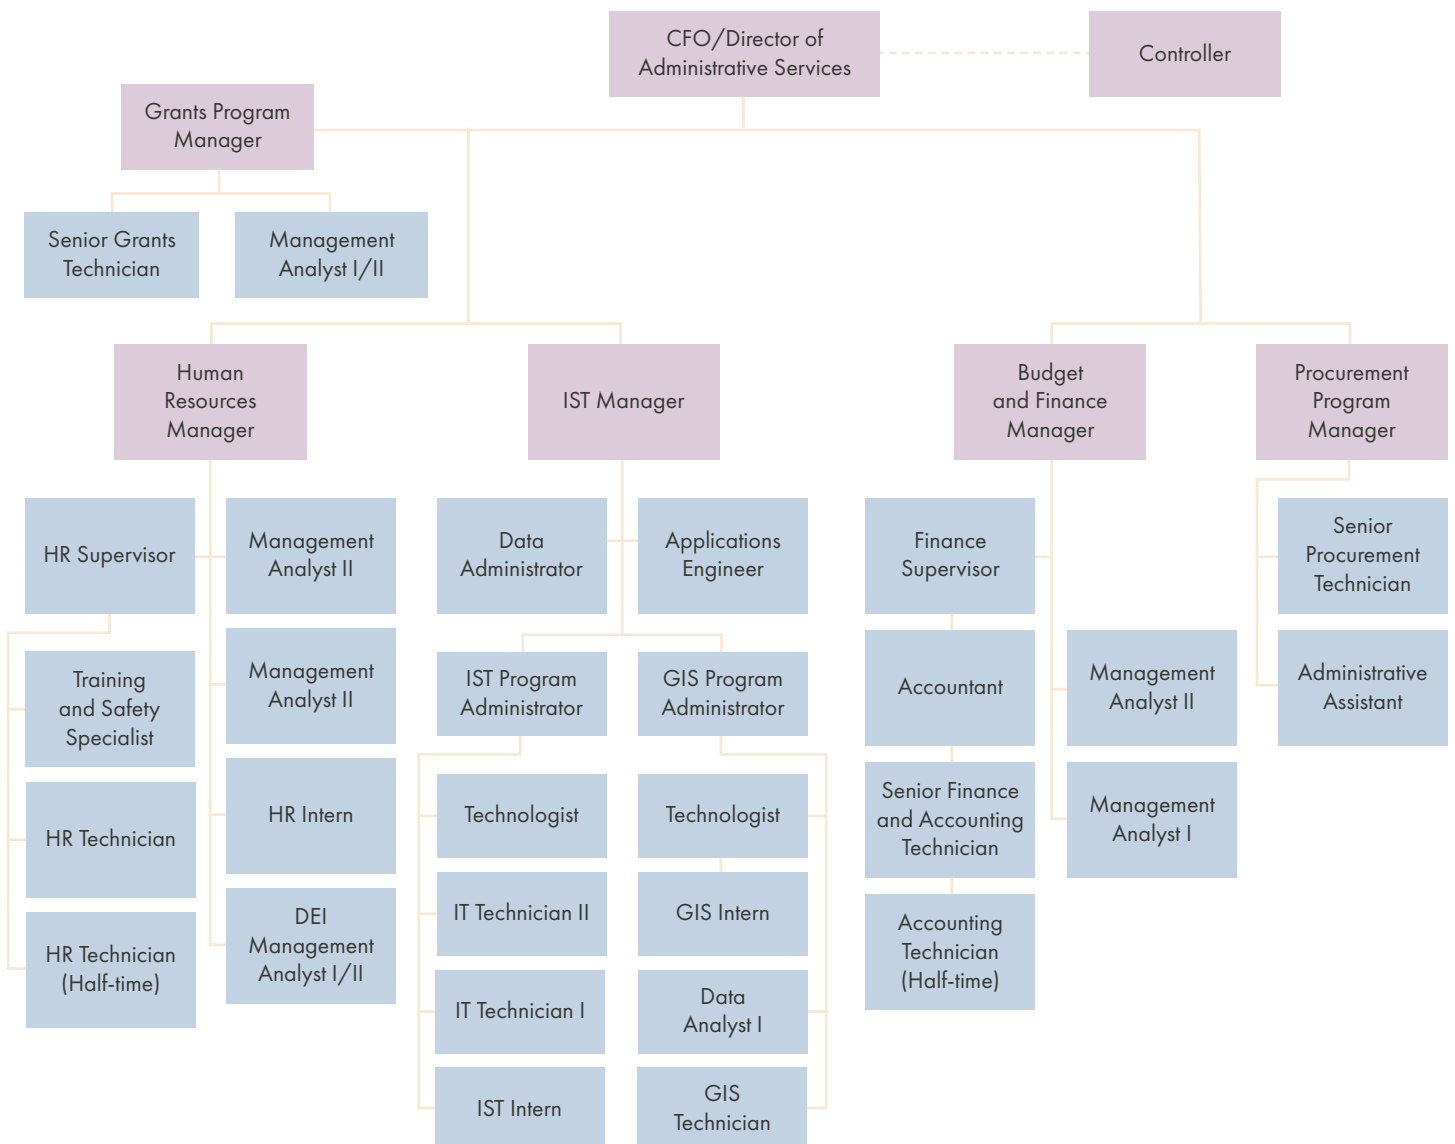 CFO/Director of
Administrative Services
Controller
Grants Program
Manager
Senior Grants
Technician
Management
Analyst I/II
Human
Resources
Manager
IST Manager
Budget
and Finance
Manager
Procurement
Program
Manager
HR Supervisor
Management
Analyst II
Training
and Safety
Specialist
Management
Analyst II
HR Technician
HR Intern
HR Technician
(Half-time)
DEI
Management
Analyst I/II
Data
Administrator
Applications
Engineer
IST Program
Administrator
GIS Program
Administrator
Technologist
IT Technician II
IT Technician I
IST Intern
Technologist
GIS Intern
Data
Analyst I
GIS
Technician
Finance
Supervisor
Accountant
Senior Finance
and Accounting
Technician
Accounting
Technician
(Half-time)
Management
Analyst II
Management
Analyst I
Senior
Procurement
Technician
Administrative
Assistant